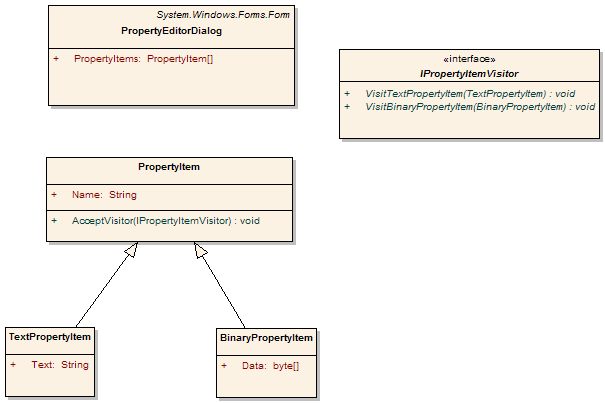 System.Windows.Forms.Form
PropertyEditorDialog
+ PropertyItems: PropertyItem[]
«interface»
IPropertyItemVisitor
+ VisitTextPropertyItem(TextPropertyItem) : void
+ VisitBinaryPropertyItem(BinaryPropertyItem) : void
PropertyItem
+ Name: String
+ AcceptVisitor(IPropertyItemVisitor) : void
TextPropertyItem
+ Text: String
BinaryPropertyItem
+ Data: byte[]